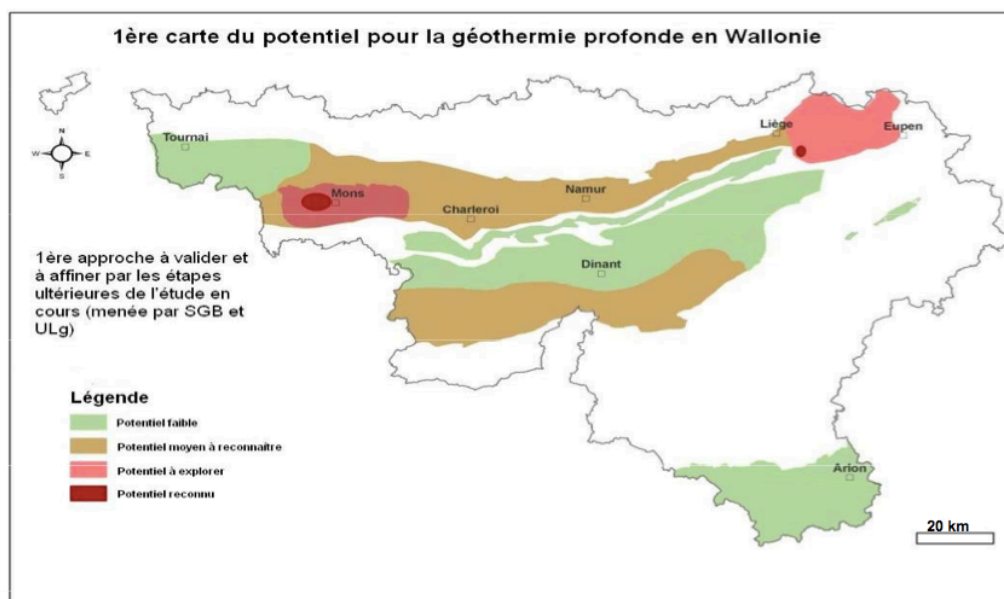 1ère carte du potentiel pour la géothermie profonde en Wallonie
Tournai
Liège
Eupen
N
W
E
S
Mons
Namur
Charleroi
1ère approche à valider et
à affiner par les étapes
ultérieures de l'étude en
cours (menée par SGB et
ULg)
Dinant
Légende
Potentiel faible
Potentiel moyen à reconnaître
Potentiel à explorer
Potentiel reconnu
Arlon
20 km